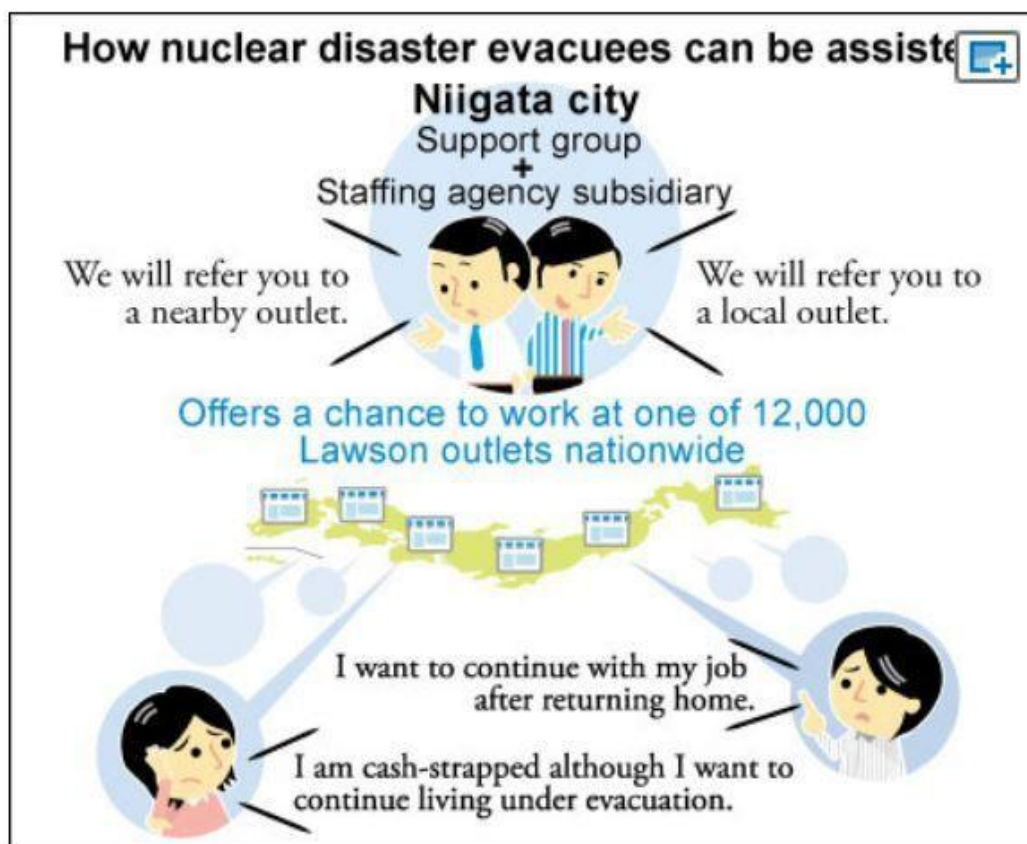 How nuclear disaster evacuees can be assiste
Niigata city
Support group
+
Staffing agency subsidiary
We will refer you to
a nearby outlet.
We will refer you to
a local outlet.
Offers a chance to work at one of 12,000
Lawson outlets nationwide
I want to continue with my job
after returning home.
I am cash-strapped although I want to
continue living under evacuation.